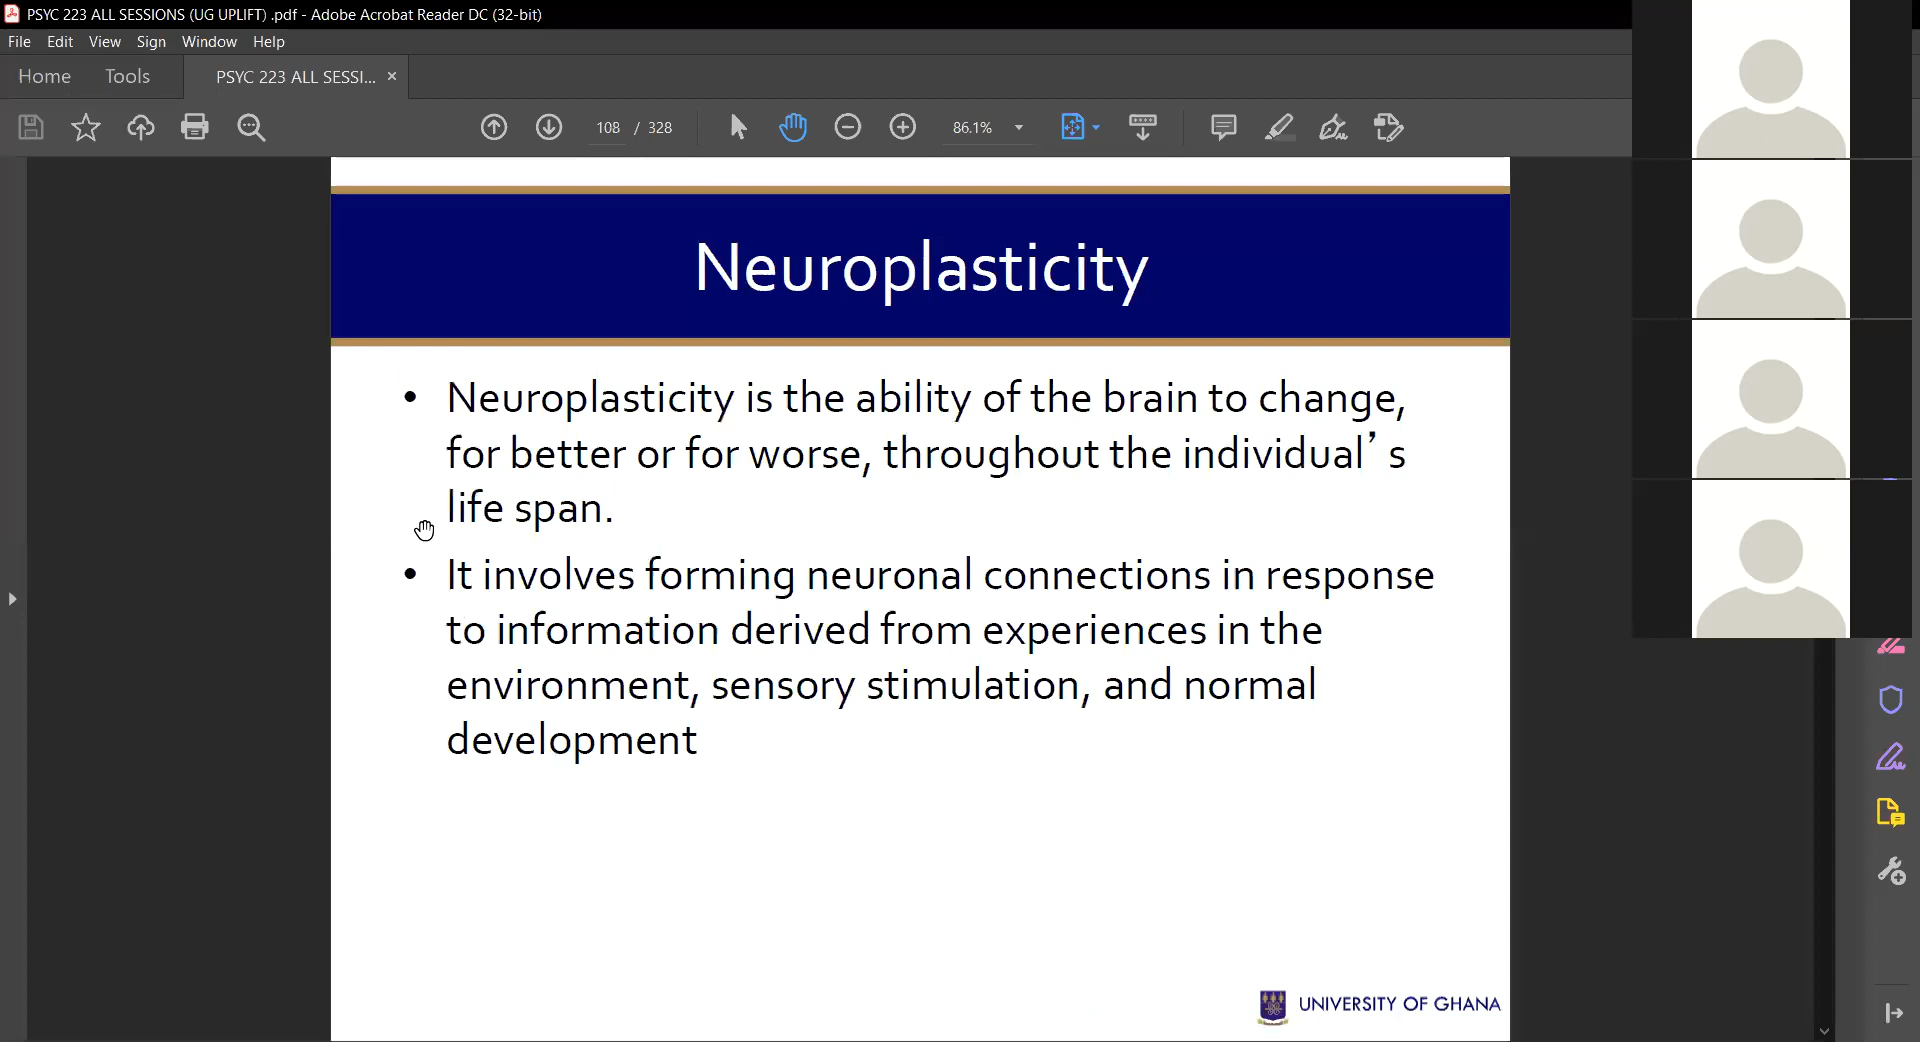 PSYC 223 ALL SESSIONS (UG UPLIFT) .pdf - Adobe Acrobat Reader DC (32-bit)
File Edit View Sign Window Help
Home Tools PSYC 223 ALL SESSI... ×
108 / 328 86.1%
Neuroplasticity
• Neuroplasticity is the ability of the brain to change,
for better or for worse, throughout the individual’s
life span.
• It involves forming neuronal connections in response
to information derived from experiences in the
environment, sensory stimulation, and normal
development
UNIVERSITY OF GHANA